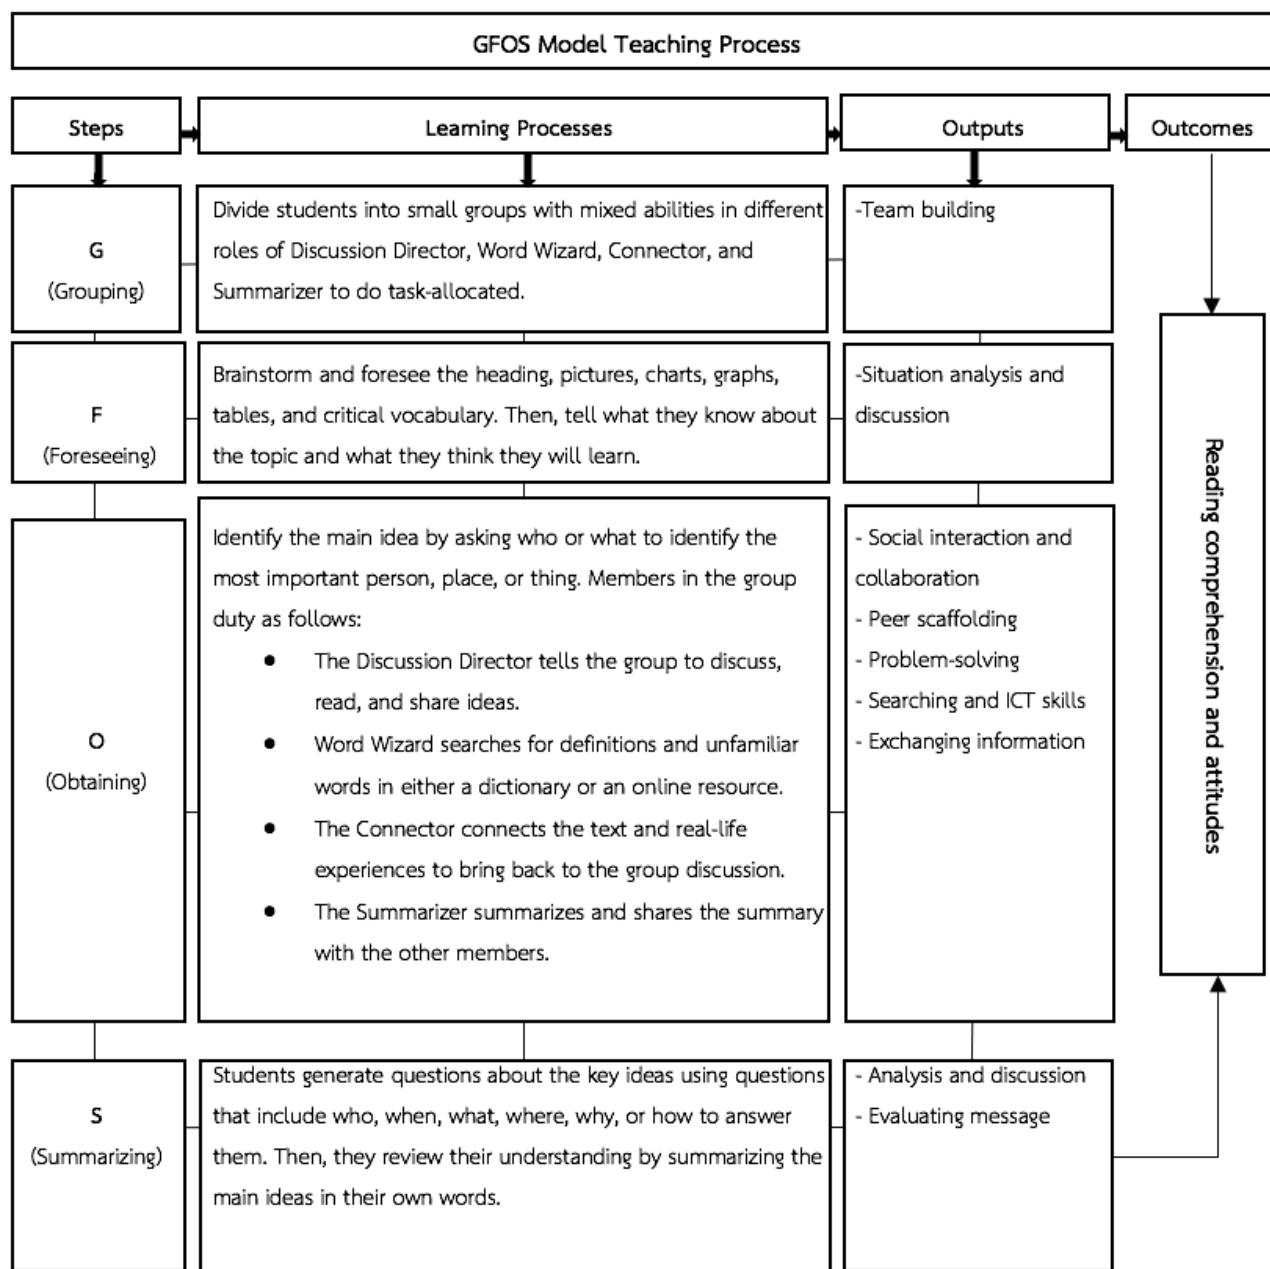 GFOS Model Teaching Process
Steps
Learning Processes
Outputs
Outcomes
G
(Grouping)
Divide students into small groups with mixed abilities in different
roles of Discussion Director, Word Wizard, Connector, and
Summarizer to do task-allocated.
-Team building
F
(Foreseeing)
Brainstorm and foresee the heading, pictures, charts, graphs,
tables, and critical vocabulary. Then, tell what they know about
the topic and what they think they will learn.
-Situation analysis and
discussion
O
(Obtaining)
Identify the main idea by asking who or what to identify the
most important person, place, or thing. Members in the group
duty as follows:
● The Discussion Director tells the group to discuss,
read, and share ideas.
● Word Wizard searches for definitions and unfamiliar
words in either a dictionary or an online resource.
● The Connector connects the text and real-life
experiences to bring back to the group discussion.
● The Summarizer summarizes and shares the summary
with the other members.
- Social interaction and
collaboration
- Peer scaffolding
- Problem-solving
- Searching and ICT skills
- Exchanging information
S
(Summarizing)
Students generate questions about the key ideas using questions
that include who, when, what, where, why, or how to answer
them. Then, they review their understanding by summarizing the
main ideas in their own words.
- Analysis and discussion
- Evaluating message
Reading comprehension and attitudes